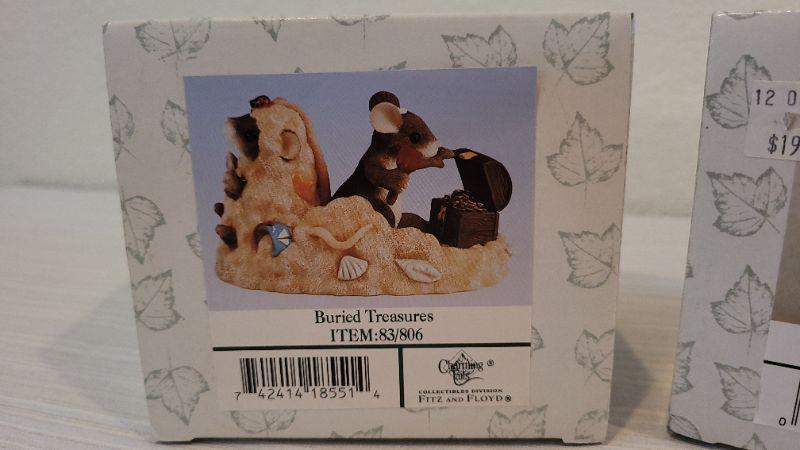 Buried Treasures
ITEM:83/806
7 42414 18551 4
Charming Tails ®
COLLECTIBLES DIVISION
FITZ AND FLOYD ®
12 0
$19
0